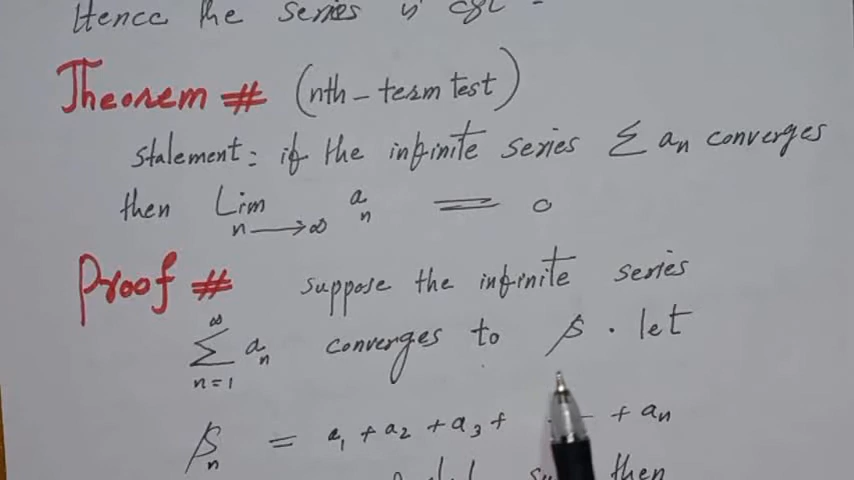 Hence the series is cgt.
Theorem # (nth-term test)
statement: if the infinite series Σ an converges
then Lim n→∞ an = 0
Proof # suppose the infinite series
∞ Σ n=1 an converges to β. let
βn = a1 + a2 + a3 + + an
then